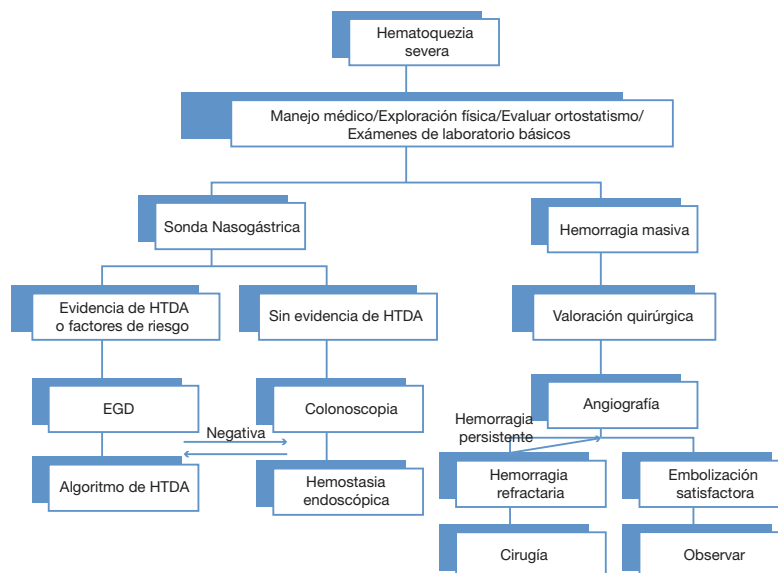 Hematoquezia
severa
Manejo médico/Exploración física/Evaluar ortostatismo/
Exámenes de laboratorio básicos
Sonda Nasogástrica
Hemorragia masiva
Evidencia de HTDA
o factores de riesgo
Sin evidencia de HTDA
Valoración quirúrgica
EGD
Colonoscopia
Angiografía
Negativa
Hemorragia
persistente
Algoritmo de HTDA
Hemostasia
endoscópica
Hemorragia
refractaria
Embolización
satisfactora
Cirugía
Observar